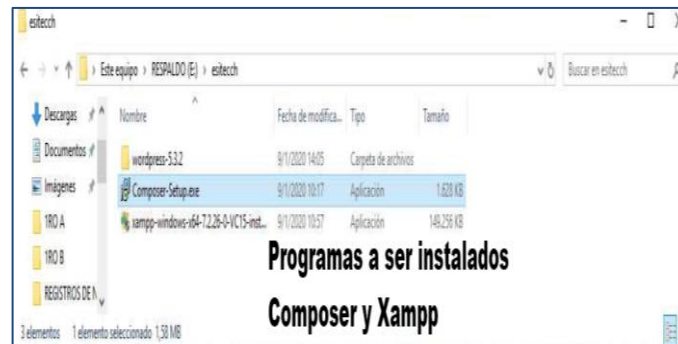 esitecch
Este equipo > RESPALDO (E:) > esitecch
Buscar en esitecch
Descargas
Documentos
Imágenes
1RO A
1RO B
REGISTROS DE N
Nombre Fecha de modifica... Tipo Tamaño
wordpress-5.3.2 9/1/2020 14:05 Carpeta de archivos
Composer-Setup.exe 9/1/2020 10:17 Aplicación 1.628 KB
xampp-windows-x64-7.2.26-0-VC15-inst... 9/1/2020 10:57 Aplicación 149.256 KB
Programas a ser instalados
Composer y Xampp
3 elementos 1 elemento seleccionado 1,58 MB